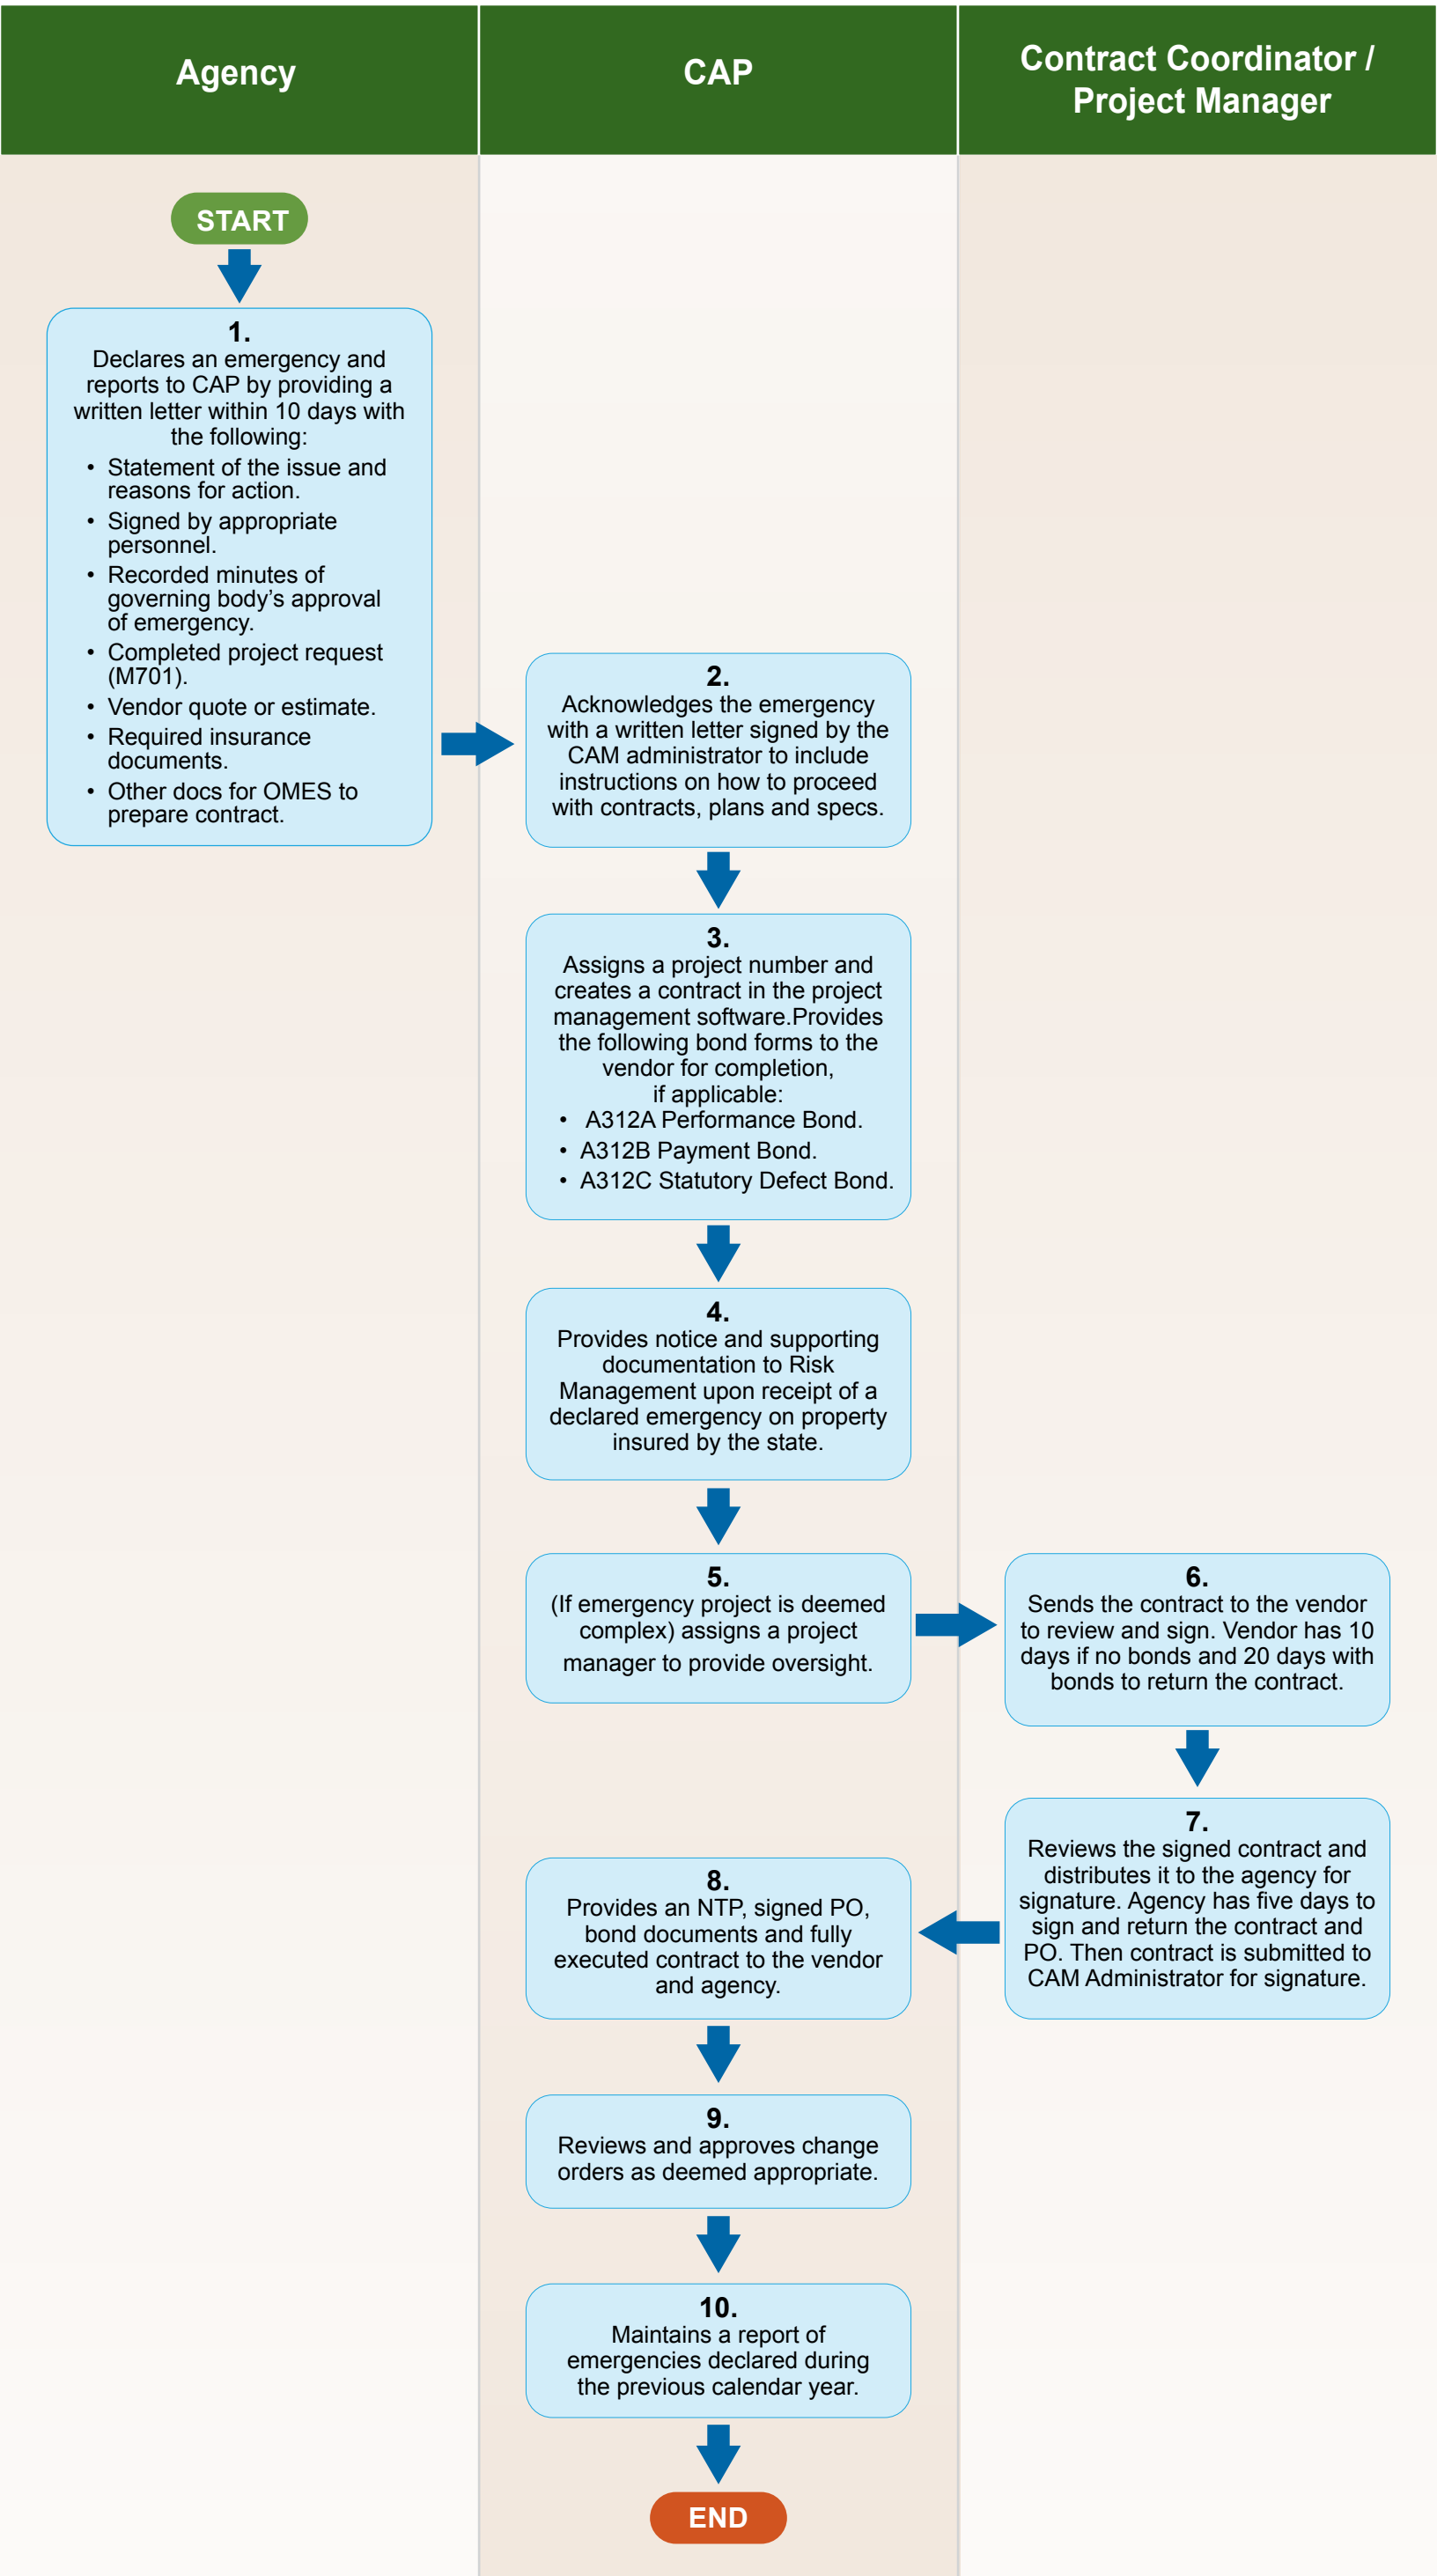 Agency
CAP
Contract Coordinator /
Project Manager
START
1.
Declares an emergency and
reports to CAP by providing a
written letter within 10 days with
the following:
• Statement of the issue and
reasons for action.
• Signed by appropriate
personnel.
• Recorded minutes of
governing body’s approval
of emergency.
• Completed project request
(M701).
• Vendor quote or estimate.
• Required insurance
documents.
• Other docs for OMES to
prepare contract.
2.
Acknowledges the emergency
with a written letter signed by the
CAM administrator to include
instructions on how to proceed
with contracts, plans and specs.
3.
Assigns a project number and
creates a contract in the project
management software.Provides
the following bond forms to the
vendor for completion,
if applicable:
• A312A Performance Bond.
• A312B Payment Bond.
• A312C Statutory Defect Bond.
4.
Provides notice and supporting
documentation to Risk
Management upon receipt of a
declared emergency on property
insured by the state.
5.
(If emergency project is deemed
complex) assigns a project
manager to provide oversight.
6.
Sends the contract to the vendor
to review and sign. Vendor has 10
days if no bonds and 20 days with
bonds to return the contract.
7.
Reviews the signed contract and
distributes it to the agency for
signature. Agency has five days to
sign and return the contract and
PO. Then contract is submitted to
CAM Administrator for signature.
8.
Provides an NTP, signed PO,
bond documents and fully
executed contract to the vendor
and agency.
9.
Reviews and approves change
orders as deemed appropriate.
10.
Maintains a report of
emergencies declared during
the previous calendar year.
END